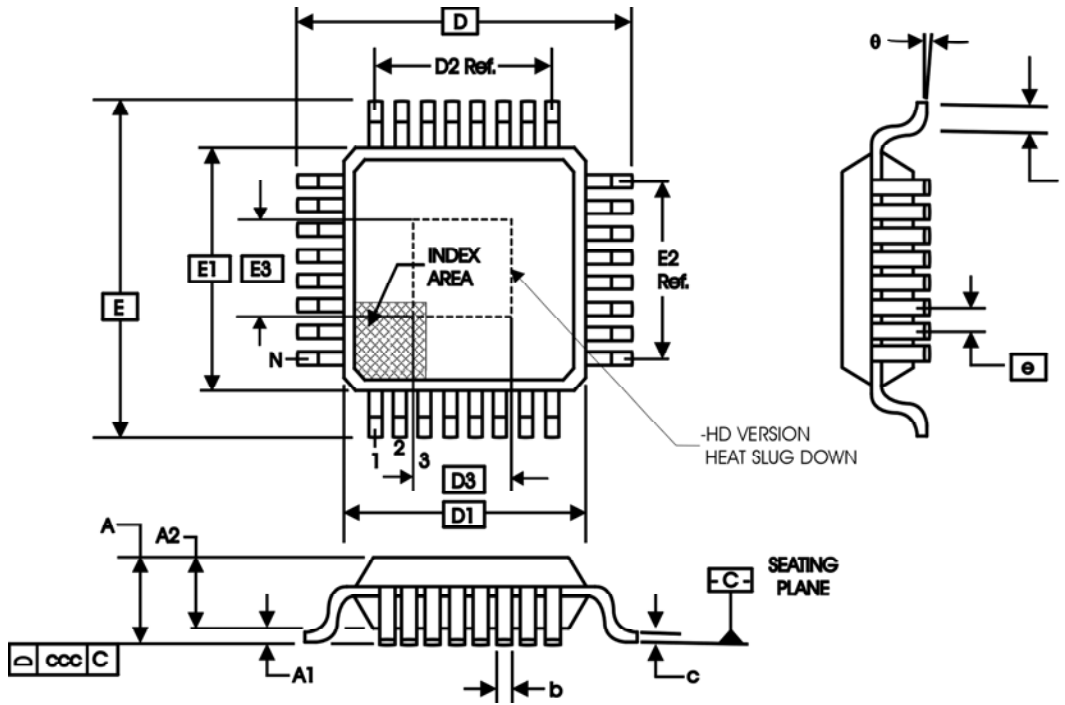 D
D2 Ref.
θ
E1
E3
INDEX
AREA
E2
Ref.
E
N
e
1
2
3
-HD VERSION
HEAT SLUG DOWN
D3
D1
A
A2
-C-
SEATING
PLANE
⌓ ccc C
A1
b
c